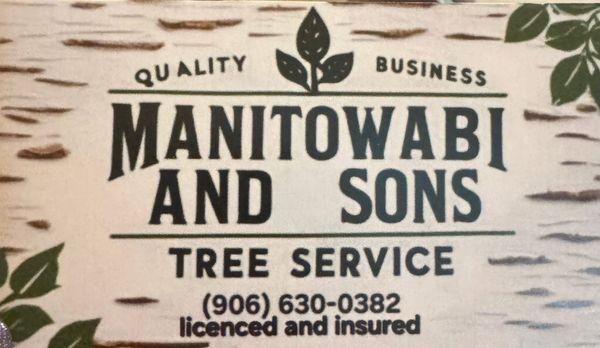 QUALITY BUSINESS
MANITOWABI
AND SONS
TREE SERVICE
(906) 630-0382
licenced and insured